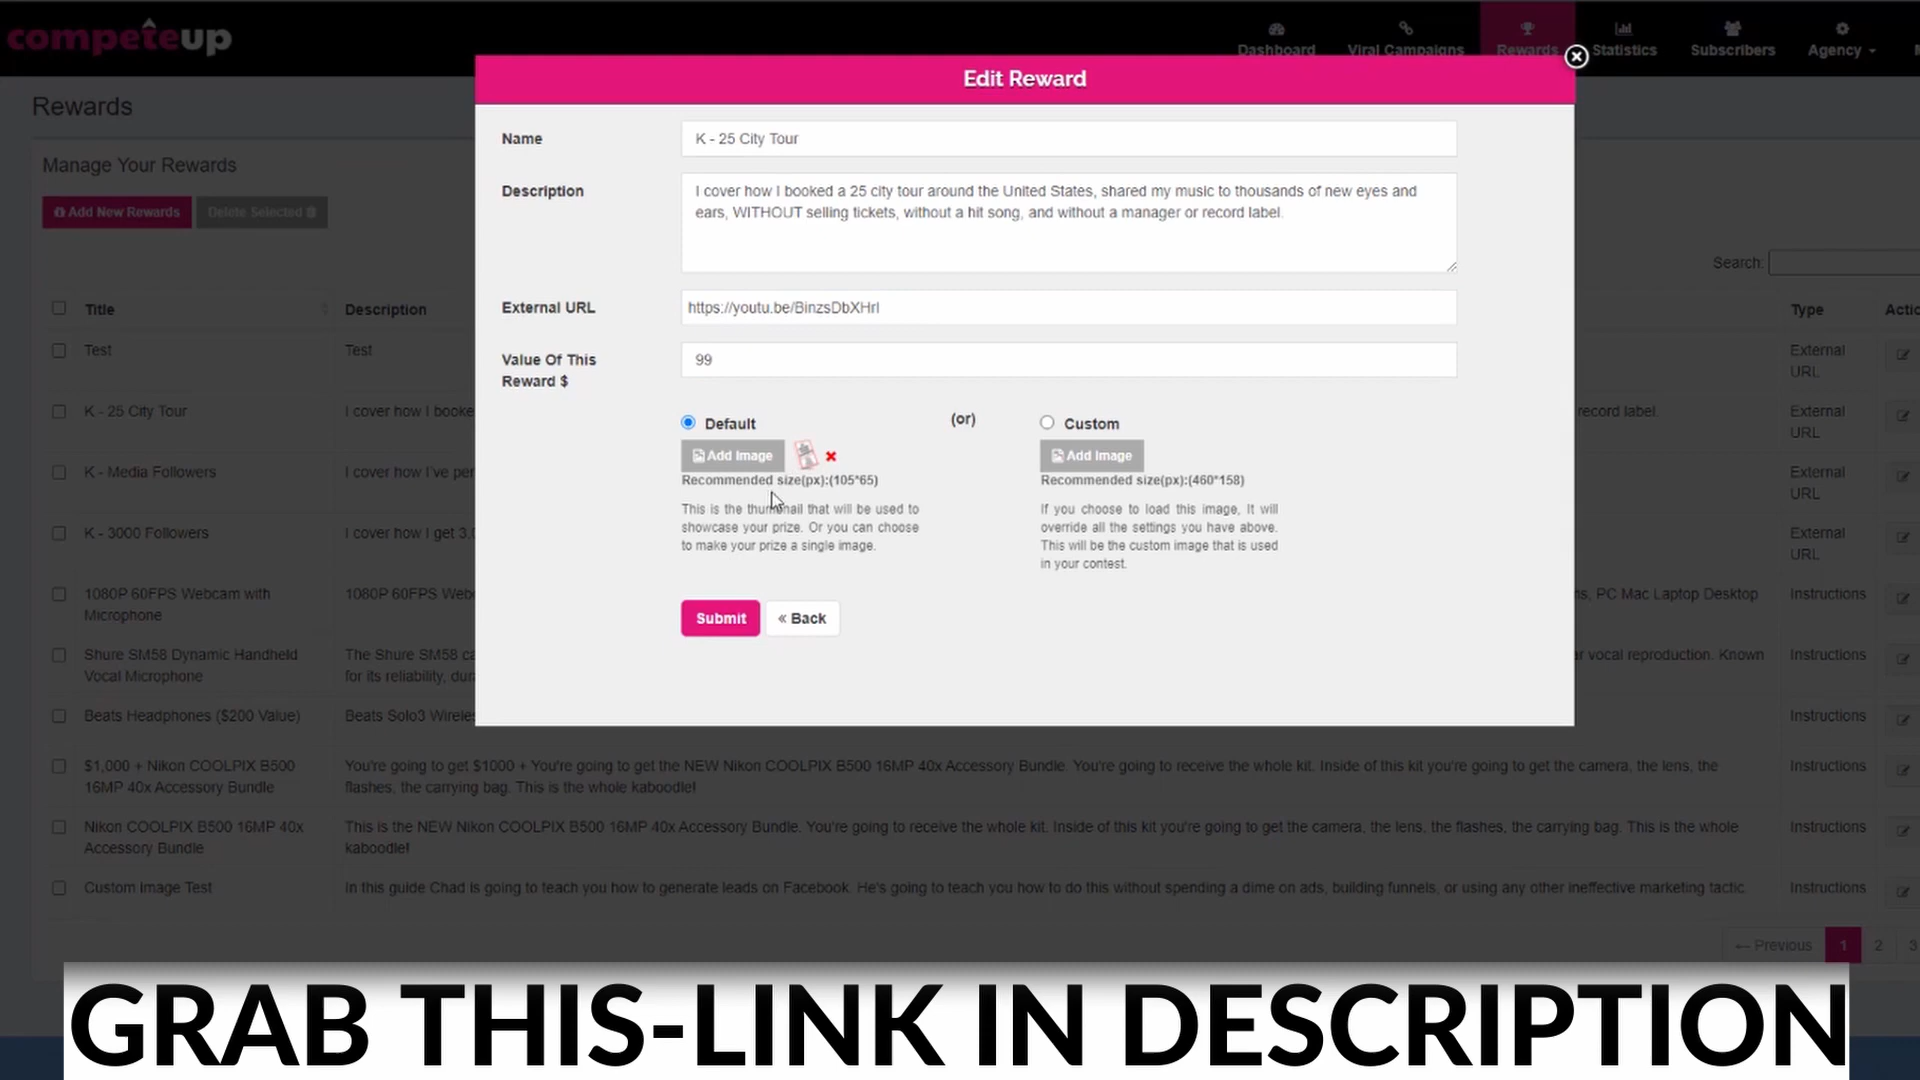 competeup
Dashboard
Viral Campaigns
Rewards
Statistics
Subscribers
Agency
Edit Reward
Rewards
Manage Your Rewards
Add New Rewards
Delete Selected
Search:
Name
K - 25 City Tour
Description
I cover how I booked a 25 city tour around the United States, shared my music to thousands of new eyes and
ears, WITHOUT selling tickets, without a hit song, and without a manager or record label.
External URL
https://youtu.be/BinzsDbXHrI
Value Of This
Reward $
99
Default
(or)
Custom
Add Image
Add Image
Recommended size(px):(105*65)
Recommended size(px):(460*158)
This is the thumbnail that will be used to
showcase your prize. Or you can choose
to make your prize a single image.
If you choose to load this image, It will
override all the settings you have above.
This will be the custom image that is used
in your contest.
Submit
« Back
Title
Description
Type
Test
Test
External
URL
K - 25 City Tour
I cover how I booke
record label.
External
URL
K - Media Followers
I cover how I've per
External
URL
K - 3000 Followers
I cover how I get 3,0
External
URL
1080P 60FPS Webcam with
Microphone
1080P 60FPS Webc
ns, PC Mac Laptop Desktop
Instructions
Shure SM58 Dynamic Handheld
Vocal Microphone
The Shure SM58 ca
for its reliability, dur
ar vocal reproduction. Known
Instructions
Beats Headphones ($200 Value)
Beats Solo3 Wireles
Instructions
$1,000 + Nikon COOLPIX B500
16MP 40x Accessory Bundle
You're going to get $1000 + You're going to get the NEW Nikon COOLPIX B500 16MP 40x Accessory Bundle. You're going to receive the whole kit. Inside of this kit you're going to get the camera, the lens, the
flashes, the carrying bag. This is the whole kaboodle!
Instructions
Nikon COOLPIX B500 16MP 40x
Accessory Bundle
This is the NEW Nikon COOLPIX B500 16MP 40x Accessory Bundle. You're going to receive the whole kit. Inside of this kit you're going to get the camera, the lens, the flashes, the carrying bag. This is the whole
kaboodle!
Instructions
Custom Image Test
In this guide Chad is going to teach you how to generate leads on Facebook. He's going to teach you how to do this without spending a dime on ads, building funnels, or using any other ineffective marketing tactic.
Instructions
← Previous
1
2
3
GRAB THIS-LINK IN DESCRIPTION